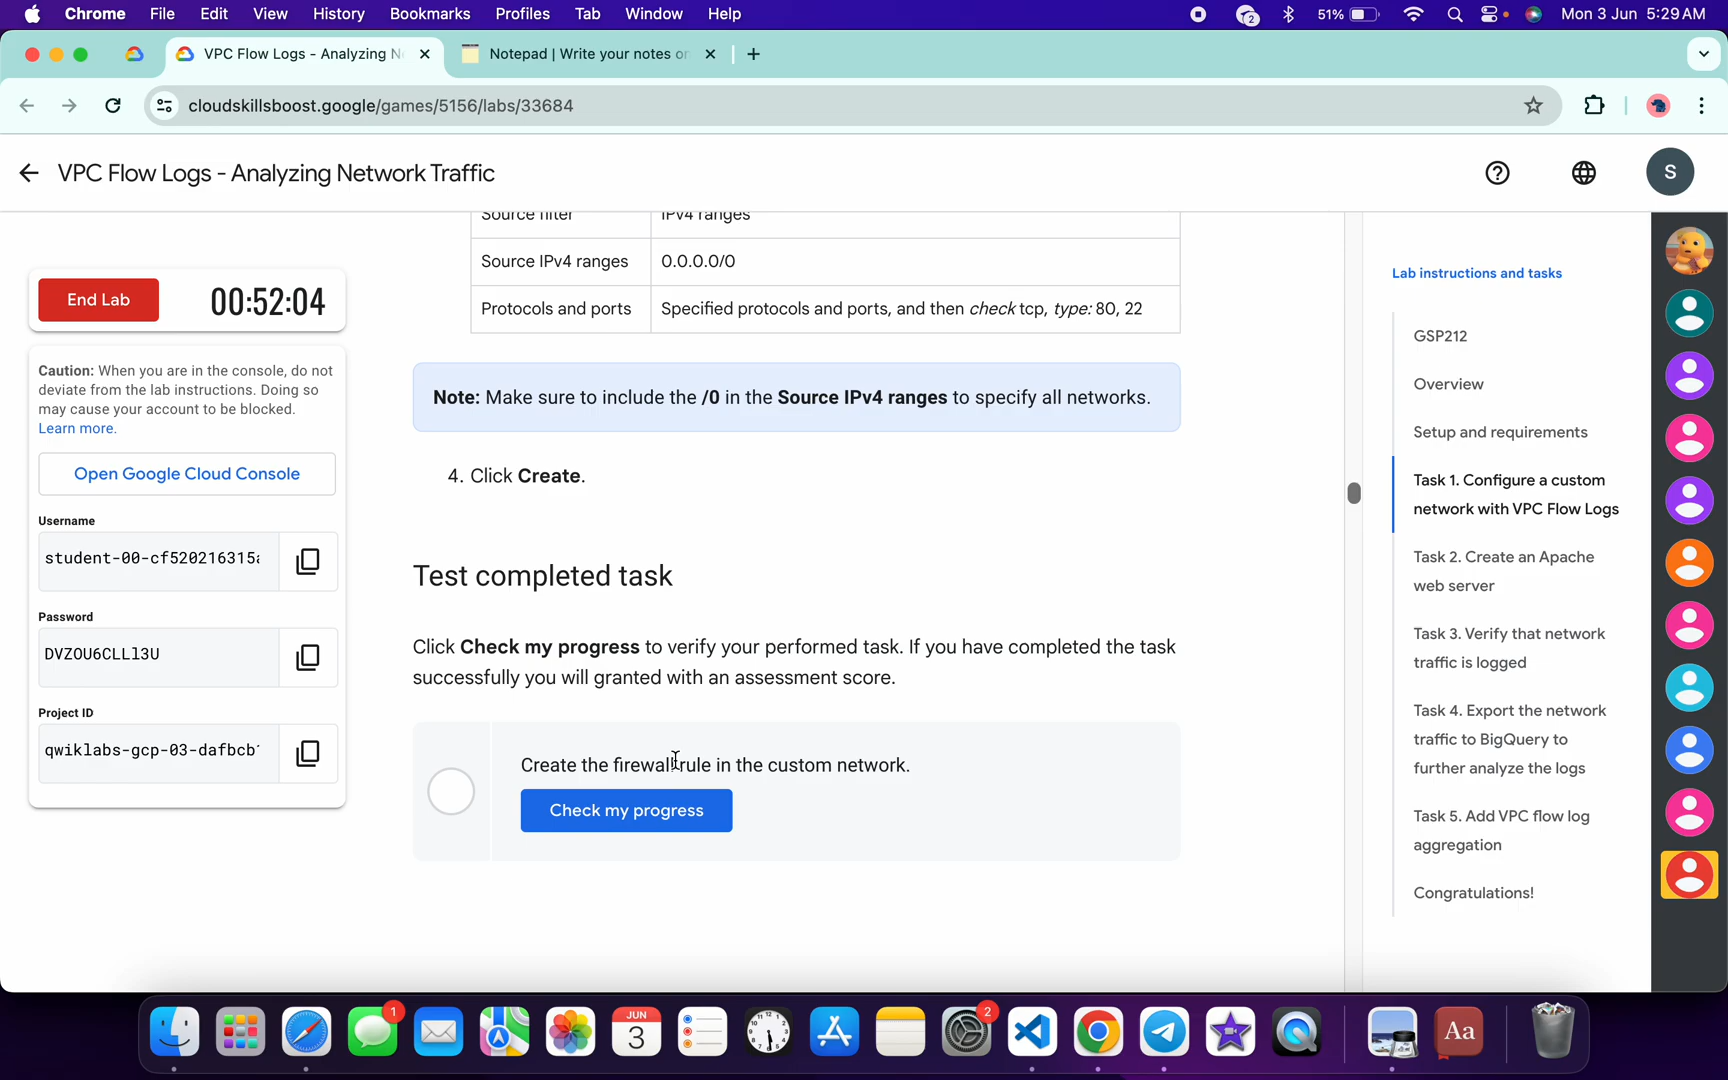 Chrome File Edit View History Bookmarks Profiles Tab Window Help
2 51% Mon 3 Jun 5:29 AM
VPC Flow Logs - Analyzing N
Notepad | Write your notes on
cloudskillsboost.google/games/5156/labs/33684
VPC Flow Logs - Analyzing Network Traffic
S
End Lab
00:52:04
Caution: When you are in the console, do not
deviate from the lab instructions. Doing so
may cause your account to be blocked.
Learn more.
Open Google Cloud Console
Username
student-00-cf520216315
Password
DVZOU6CLLl3U
Project ID
qwiklabs-gcp-03-dafbcb
Source filter IPv4 ranges
Source IPv4 ranges 0.0.0.0/0
Protocols and ports Specified protocols and ports, and then check tcp, type: 80, 22
Note: Make sure to include the /0 in the Source IPv4 ranges to specify all networks.
4. Click Create.
Test completed task
Click Check my progress to verify your performed task. If you have completed the task
successfully you will granted with an assessment score.
Create the firewall rule in the custom network.
Check my progress
Lab instructions and tasks
GSP212
Overview
Setup and requirements
Task 1. Configure a custom
network with VPC Flow Logs
Task 2. Create an Apache
web server
Task 3. Verify that network
traffic is logged
Task 4. Export the network
traffic to BigQuery to
further analyze the logs
Task 5. Add VPC flow log
aggregation
Congratulations!
1
JUN
3
2
Aa